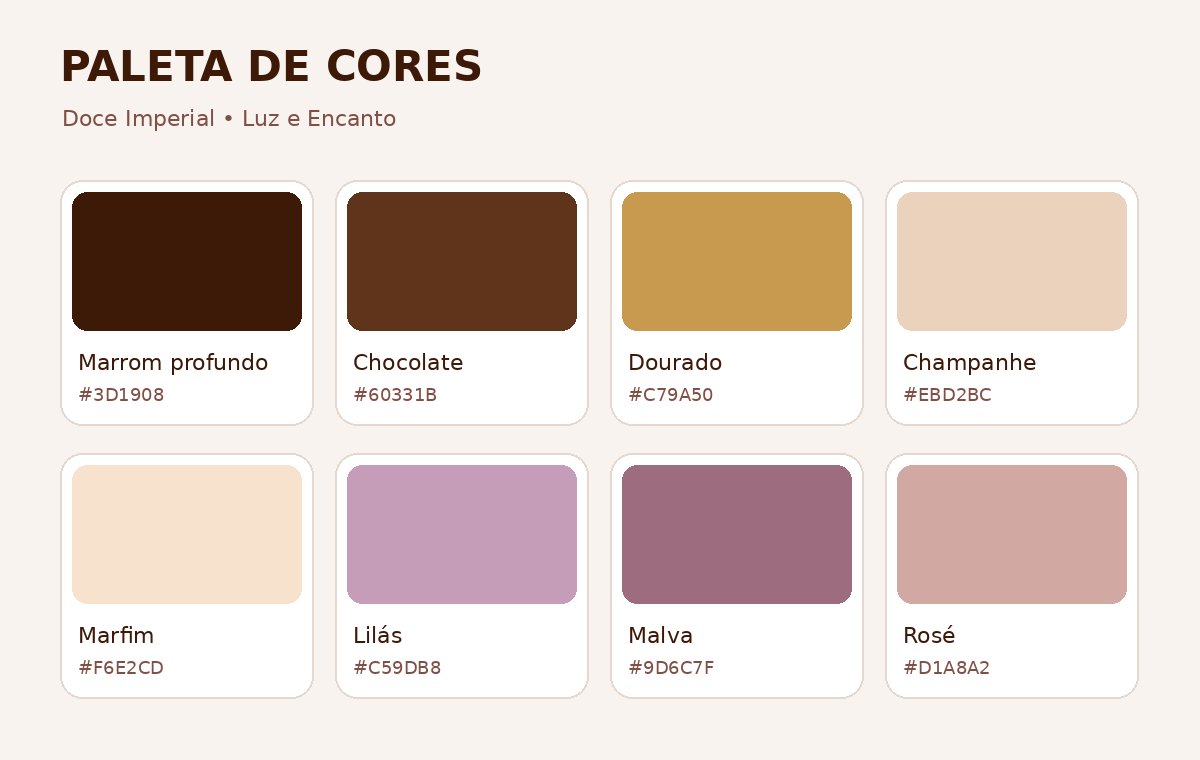 PALETA DE CORES
Doce Imperial • Luz e Encanto
Marrom profundo
#3D1908
Chocolate
#60331B
Dourado
#C79A50
Champanhe
#EBD2BC
Marfim
#F6E2CD
Lilás
#C59DB8
Malva
#9D6C7F
Rosé
#D1A8A2